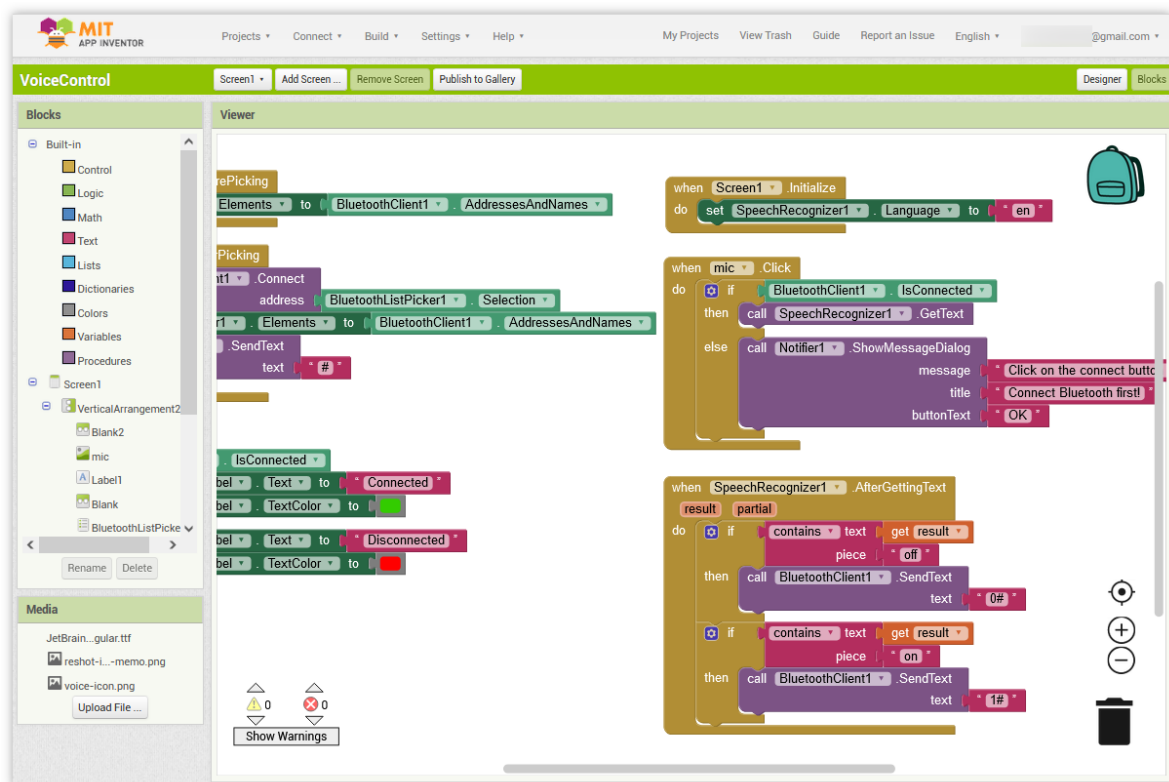 MIT
APP INVENTOR
Projects Connect Build Settings Help My Projects View Trash Guide Report an Issue English @gmail.com
VoiceControl Screen1 Add Screen ... Remove Screen Publish to Gallery Designer Blocks
Blocks
Built-in
Control
Logic
Math
Text
Lists
Dictionaries
Colors
Variables
Procedures
Screen1
VerticalArrangement2
Blank2
mic
Label1
Blank
BluetoothListPicke
Rename Delete
Media
JetBrain...gular.ttf
reshot-i...-memo.png
voice-icon.png
Upload File ...
Viewer
rePicking
Elements to BluetoothClient1 . AddressesAndNames
Picking
nt1 .Connect
address BluetoothListPicker1 . Selection
r1 . Elements to BluetoothClient1 . AddressesAndNames
.SendText
text " # "
. IsConnected
bel . Text to " Connected "
bel . TextColor to
bel . Text to " Disconnected "
bel . TextColor to
0 0
Show Warnings
when Screen1 .Initialize
do set SpeechRecognizer1 . Language to " en "
when mic .Click
do if BluetoothClient1 . IsConnected
then call SpeechRecognizer1 .GetText
else call Notifier1 .ShowMessageDialog
message " Click on the connect butto
title " Connect Bluetooth first! "
buttonText " OK "
when SpeechRecognizer1 .AfterGettingText
result partial
do if contains text get result
piece " off "
then call BluetoothClient1 .SendText
text " 0# "
if contains text get result
piece " on "
then call BluetoothClient1 .SendText
text " 1# "